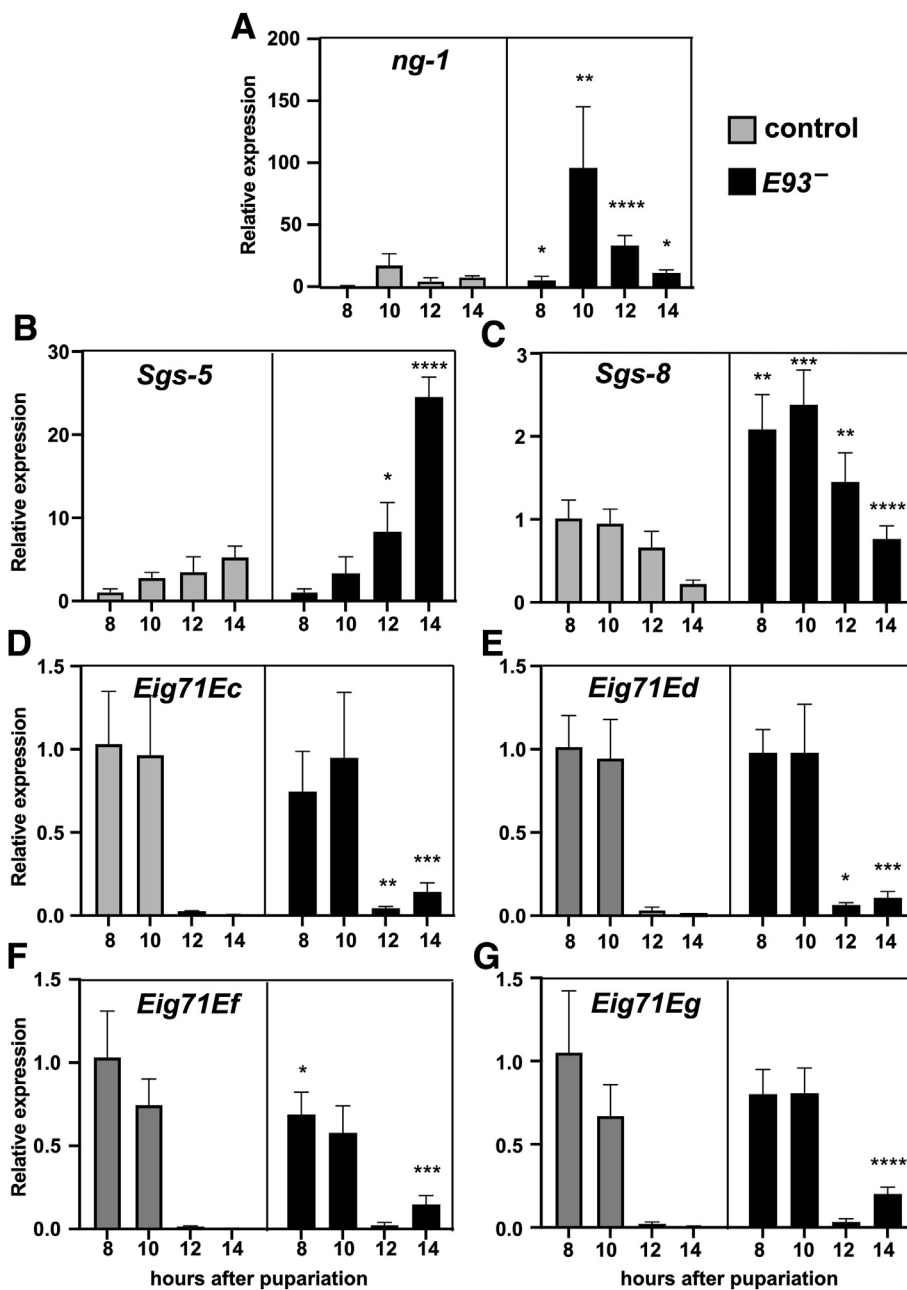 A
200
150
100
50
0
Relative expression
ng-1
*
**
****
*
8 10 12 14 8 10 12 14
control
E93⁻
B
30
20
10
0
Relative expression
Sgs-5
*
****
8 10 12 14 8 10 12 14
C
3
2
1
0
Sgs-8
**
***
**
****
8 10 12 14 8 10 12 14
D
1.5
1.0
0.5
0.0
Relative expression
Eig71Ec
**
***
8 10 12 14 8 10 12 14
E
1.5
1.0
0.5
0.0
Eig71Ed
*
***
8 10 12 14 8 10 12 14
F
1.5
1.0
0.5
0.0
Relative expression
Eig71Ef
*
***
8 10 12 14 8 10 12 14
hours after pupariation
G
1.5
1.0
0.5
0.0
Eig71Eg
****
8 10 12 14 8 10 12 14
hours after pupariation